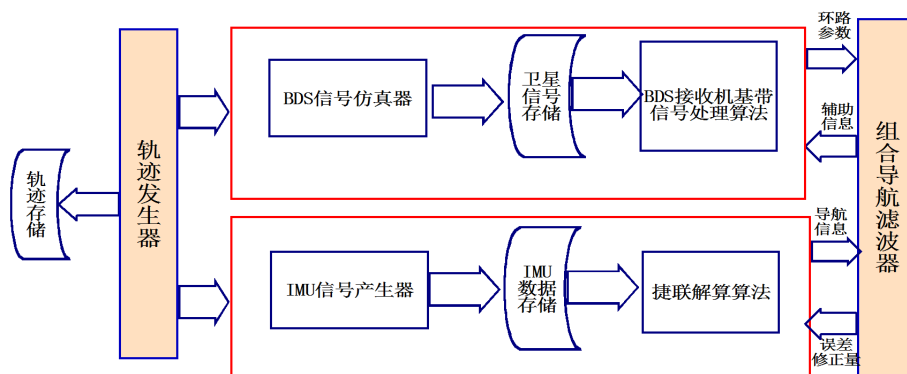 轨迹存储
轨迹发生器
BDS信号仿真器
卫星
信号
存储
BDS接收机基带
信号处理算法
环路
参数
辅助
信息
IMU信号产生器
IMU
数据
存储
捷联解算算法
导航
信息
误差
修正量
组合导航滤波器